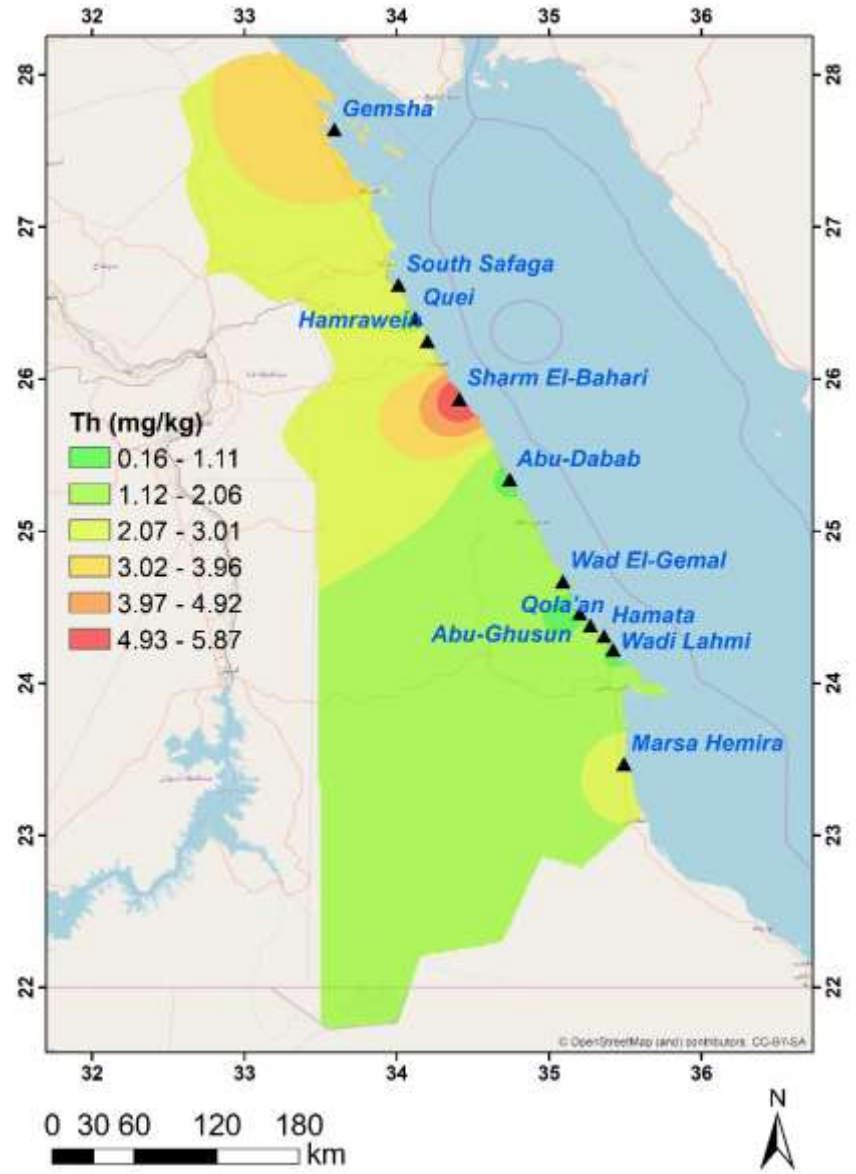 32 33 34 35 36
28 28
Gemsha
27 27
South Safaga
Quei
Hamrawein
26 26
Sharm El-Bahari
Th (mg/kg)
0.16 - 1.11
1.12 - 2.06
2.07 - 3.01
3.02 - 3.96
3.97 - 4.92
4.93 - 5.87
Abu-Dabab
25 25
Wad El-Gemal
Qola'an
Hamata
Abu-Ghusun
Wadi Lahmi
24 24
Marsa Hemira
23 23
22 22
© OpenStreetMap (and) contributors, CC-BY-SA
32 33 34 35 36
0 30 60 120 180
km
N